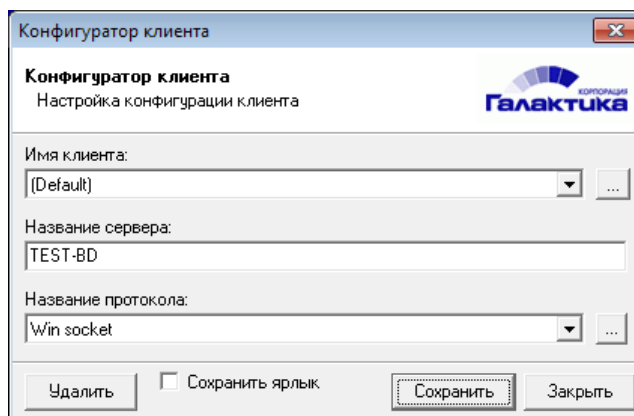 Конфигуратор клиента
Конфигуратор клиента
Настройка конфигурации клиента
КОРПОРАЦИЯ
Галактика
Имя клиента:
(Default)
...
Название сервера:
TEST-BD
Название протокола:
Win socket
...
Удалить
Сохранить ярлык
Сохранить
Закрыть